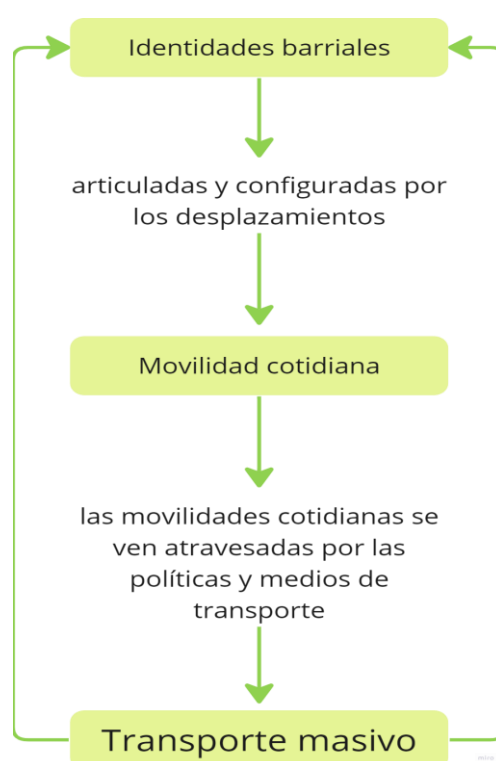 Identidades barriales
articuladas y configuradas por
los desplazamientos
Movilidad cotidiana
las movilidades cotidianas se
ven atravesadas por las
políticas y medios de
transporte
Transporte masivo
miro